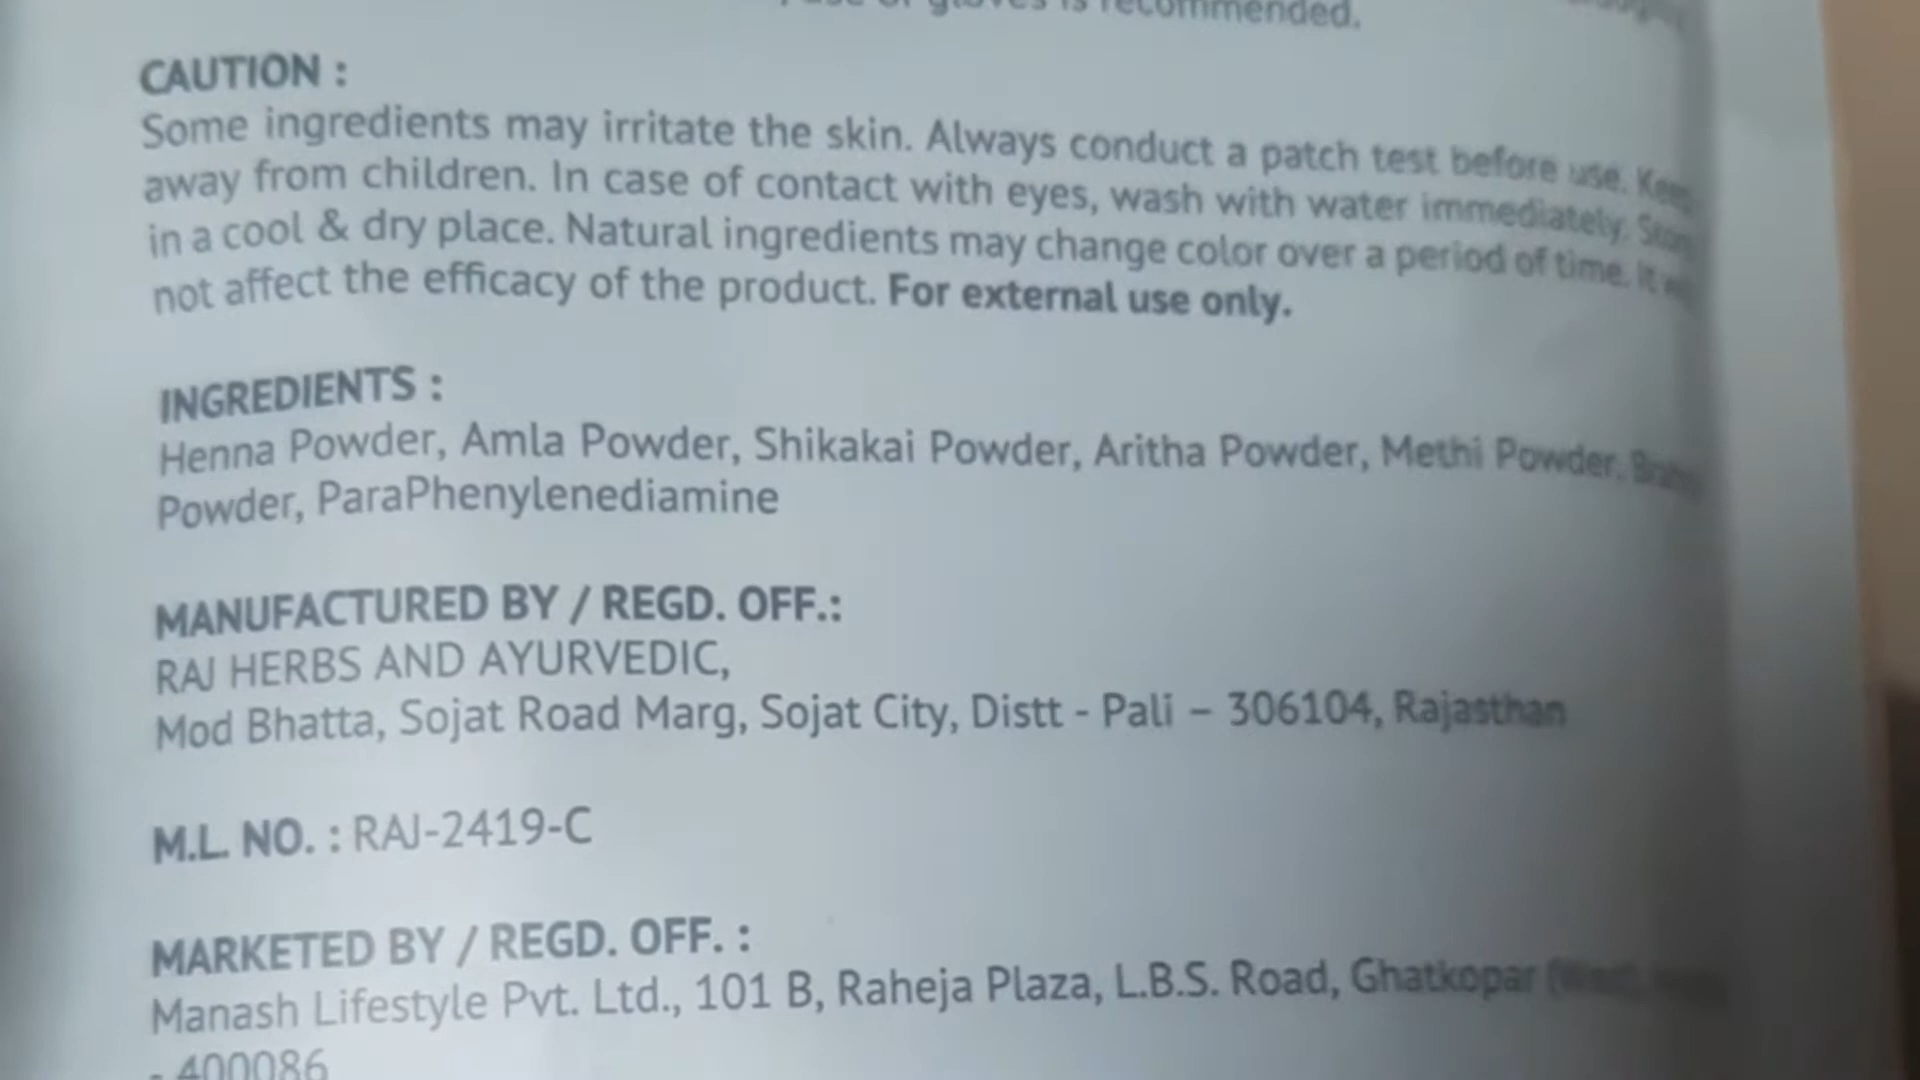 of gloves is recommended.
CAUTION :
Some ingredients may irritate the skin. Always conduct a patch test before use. Keep
away from children. In case of contact with eyes, wash with water immediately. Store
in a cool & dry place. Natural ingredients may change color over a period of time. It
not affect the efficacy of the product. For external use only.
INGREDIENTS :
Henna Powder, Amla Powder, Shikakai Powder, Aritha Powder, Methi Powder,
Powder, ParaPhenylenediamine
MANUFACTURED BY / REGD. OFF.:
RAJ HERBS AND AYURVEDIC,
Mod Bhatta, Sojat Road Marg, Sojat City, Distt - Pali – 306104, Rajasthan
M.L. NO. : RAJ-2419-C
MARKETED BY / REGD. OFF. :
Manash Lifestyle Pvt. Ltd., 101 B, Raheja Plaza, L.B.S. Road, Ghatkopar
- 400086